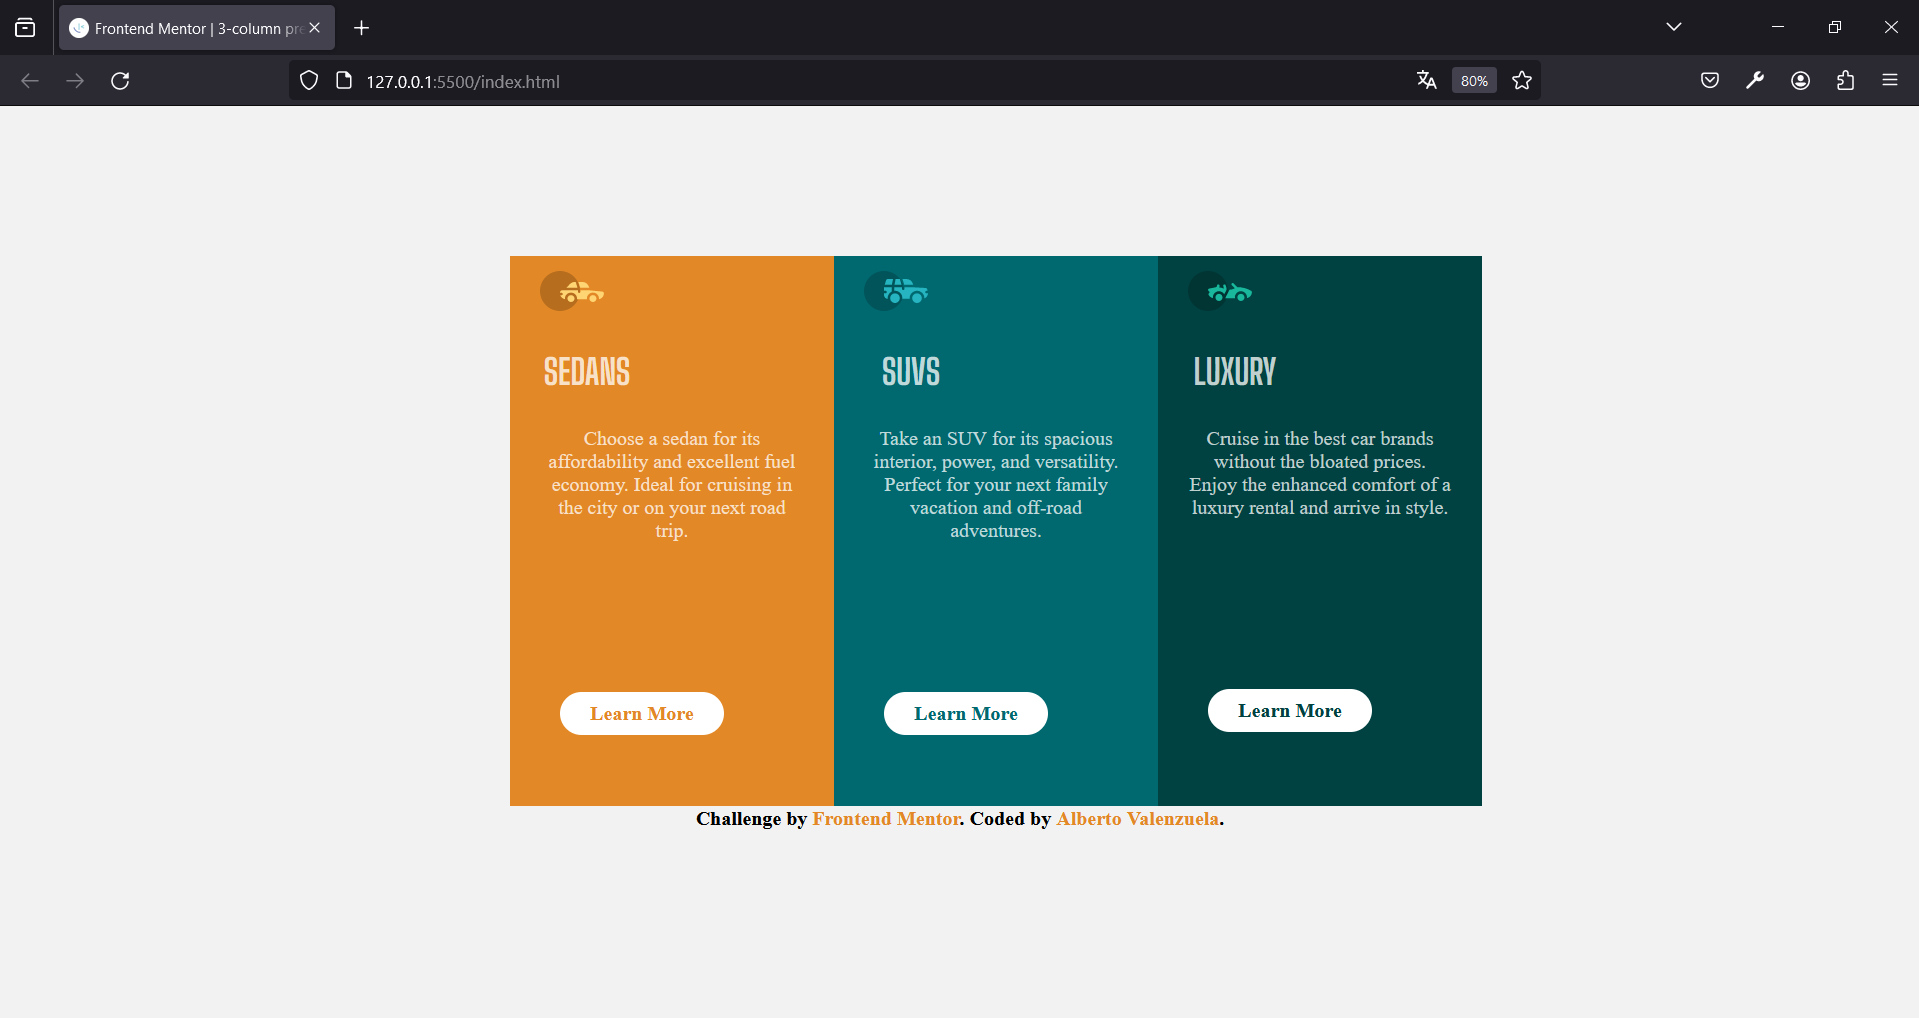 Frontend Mentor | 3-column pre
127.0.0.1:5500/index.html
80%
SEDANS
Choose a sedan for its
affordability and excellent fuel
economy. Ideal for cruising in
the city or on your next road
trip.
Learn More
SUVS
Take an SUV for its spacious
interior, power, and versatility.
Perfect for your next family
vacation and off-road
adventures.
Learn More
LUXURY
Cruise in the best car brands
without the bloated prices.
Enjoy the enhanced comfort of a
luxury rental and arrive in style.
Learn More
Challenge by Frontend Mentor. Coded by Alberto Valenzuela.